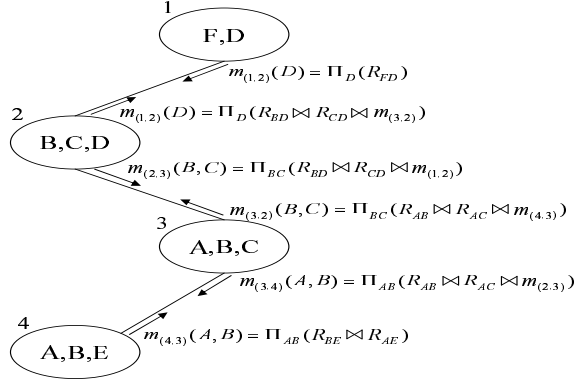 1
F,D
m(1,2)(D) = Π_D(R_FD)
m(1,2)(D) = Π_D(R_BD ⋈ R_CD ⋈ m(3,2))
2
B,C,D
m(2,3)(B, C) = Π_BC(R_BD ⋈ R_CD ⋈ m(1,2))
m(3,2)(B, C) = Π_BC(R_AB ⋈ R_AC ⋈ m(4,3))
3
A,B,C
m(3,4)(A, B) = Π_AB(R_AB ⋈ R_AC ⋈ m(2,3))
4
m(4,3)(A, B) = Π_AB(R_BE ⋈ R_AE)
A,B,E